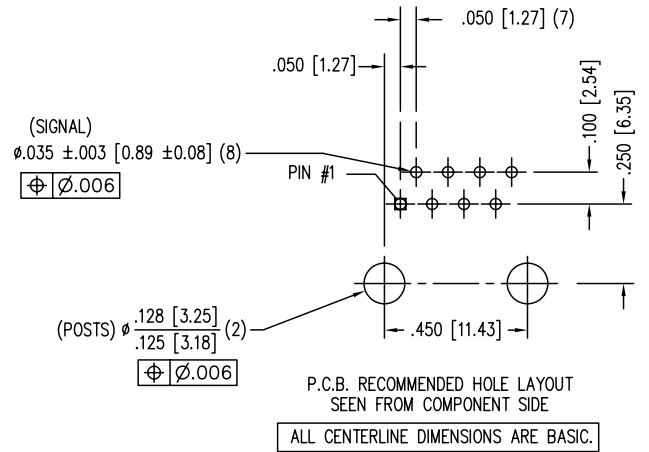 .050 [1.27] (7)
.050 [1.27]
.100 [2.54]
.250 [6.35]
(SIGNAL)
ø.035 ±.003 [0.89 ±0.08] (8)
⌖ Ø.006
PIN #1
(POSTS) ø .128 [3.25] (2)
.125 [3.18]
⌖ Ø.006
.450 [11.43]
P.C.B. RECOMMENDED HOLE LAYOUT
SEEN FROM COMPONENT SIDE
ALL CENTERLINE DIMENSIONS ARE BASIC.